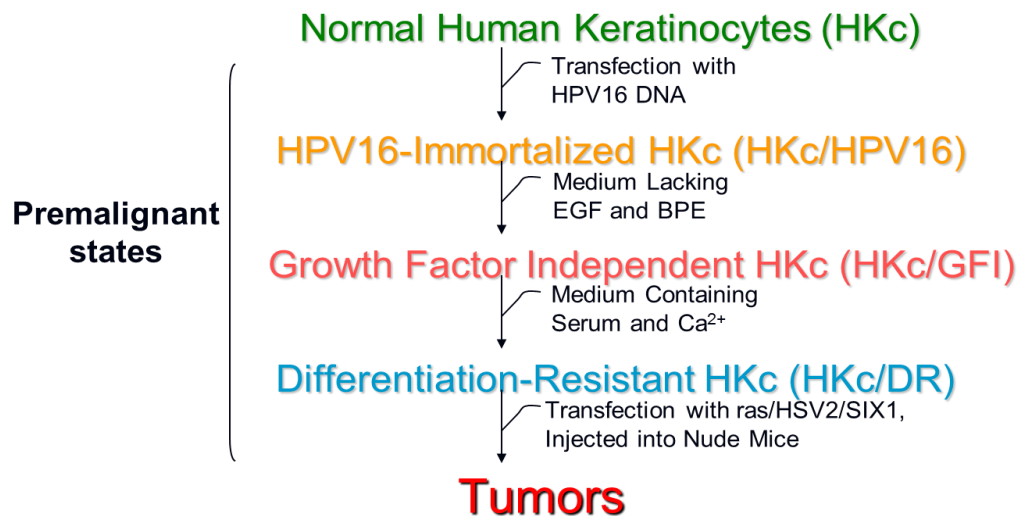 Normal Human Keratinocytes (HKc)
Transfection with
HPV16 DNA
HPV16-Immortalized HKc (HKc/HPV16)
Medium Lacking
EGF and BPE
Premalignant
states
Growth Factor Independent HKc (HKc/GFI)
Medium Containing
Serum and Ca²⁺
Differentiation-Resistant HKc (HKc/DR)
Transfection with ras/HSV2/SIX1,
Injected into Nude Mice
Tumors